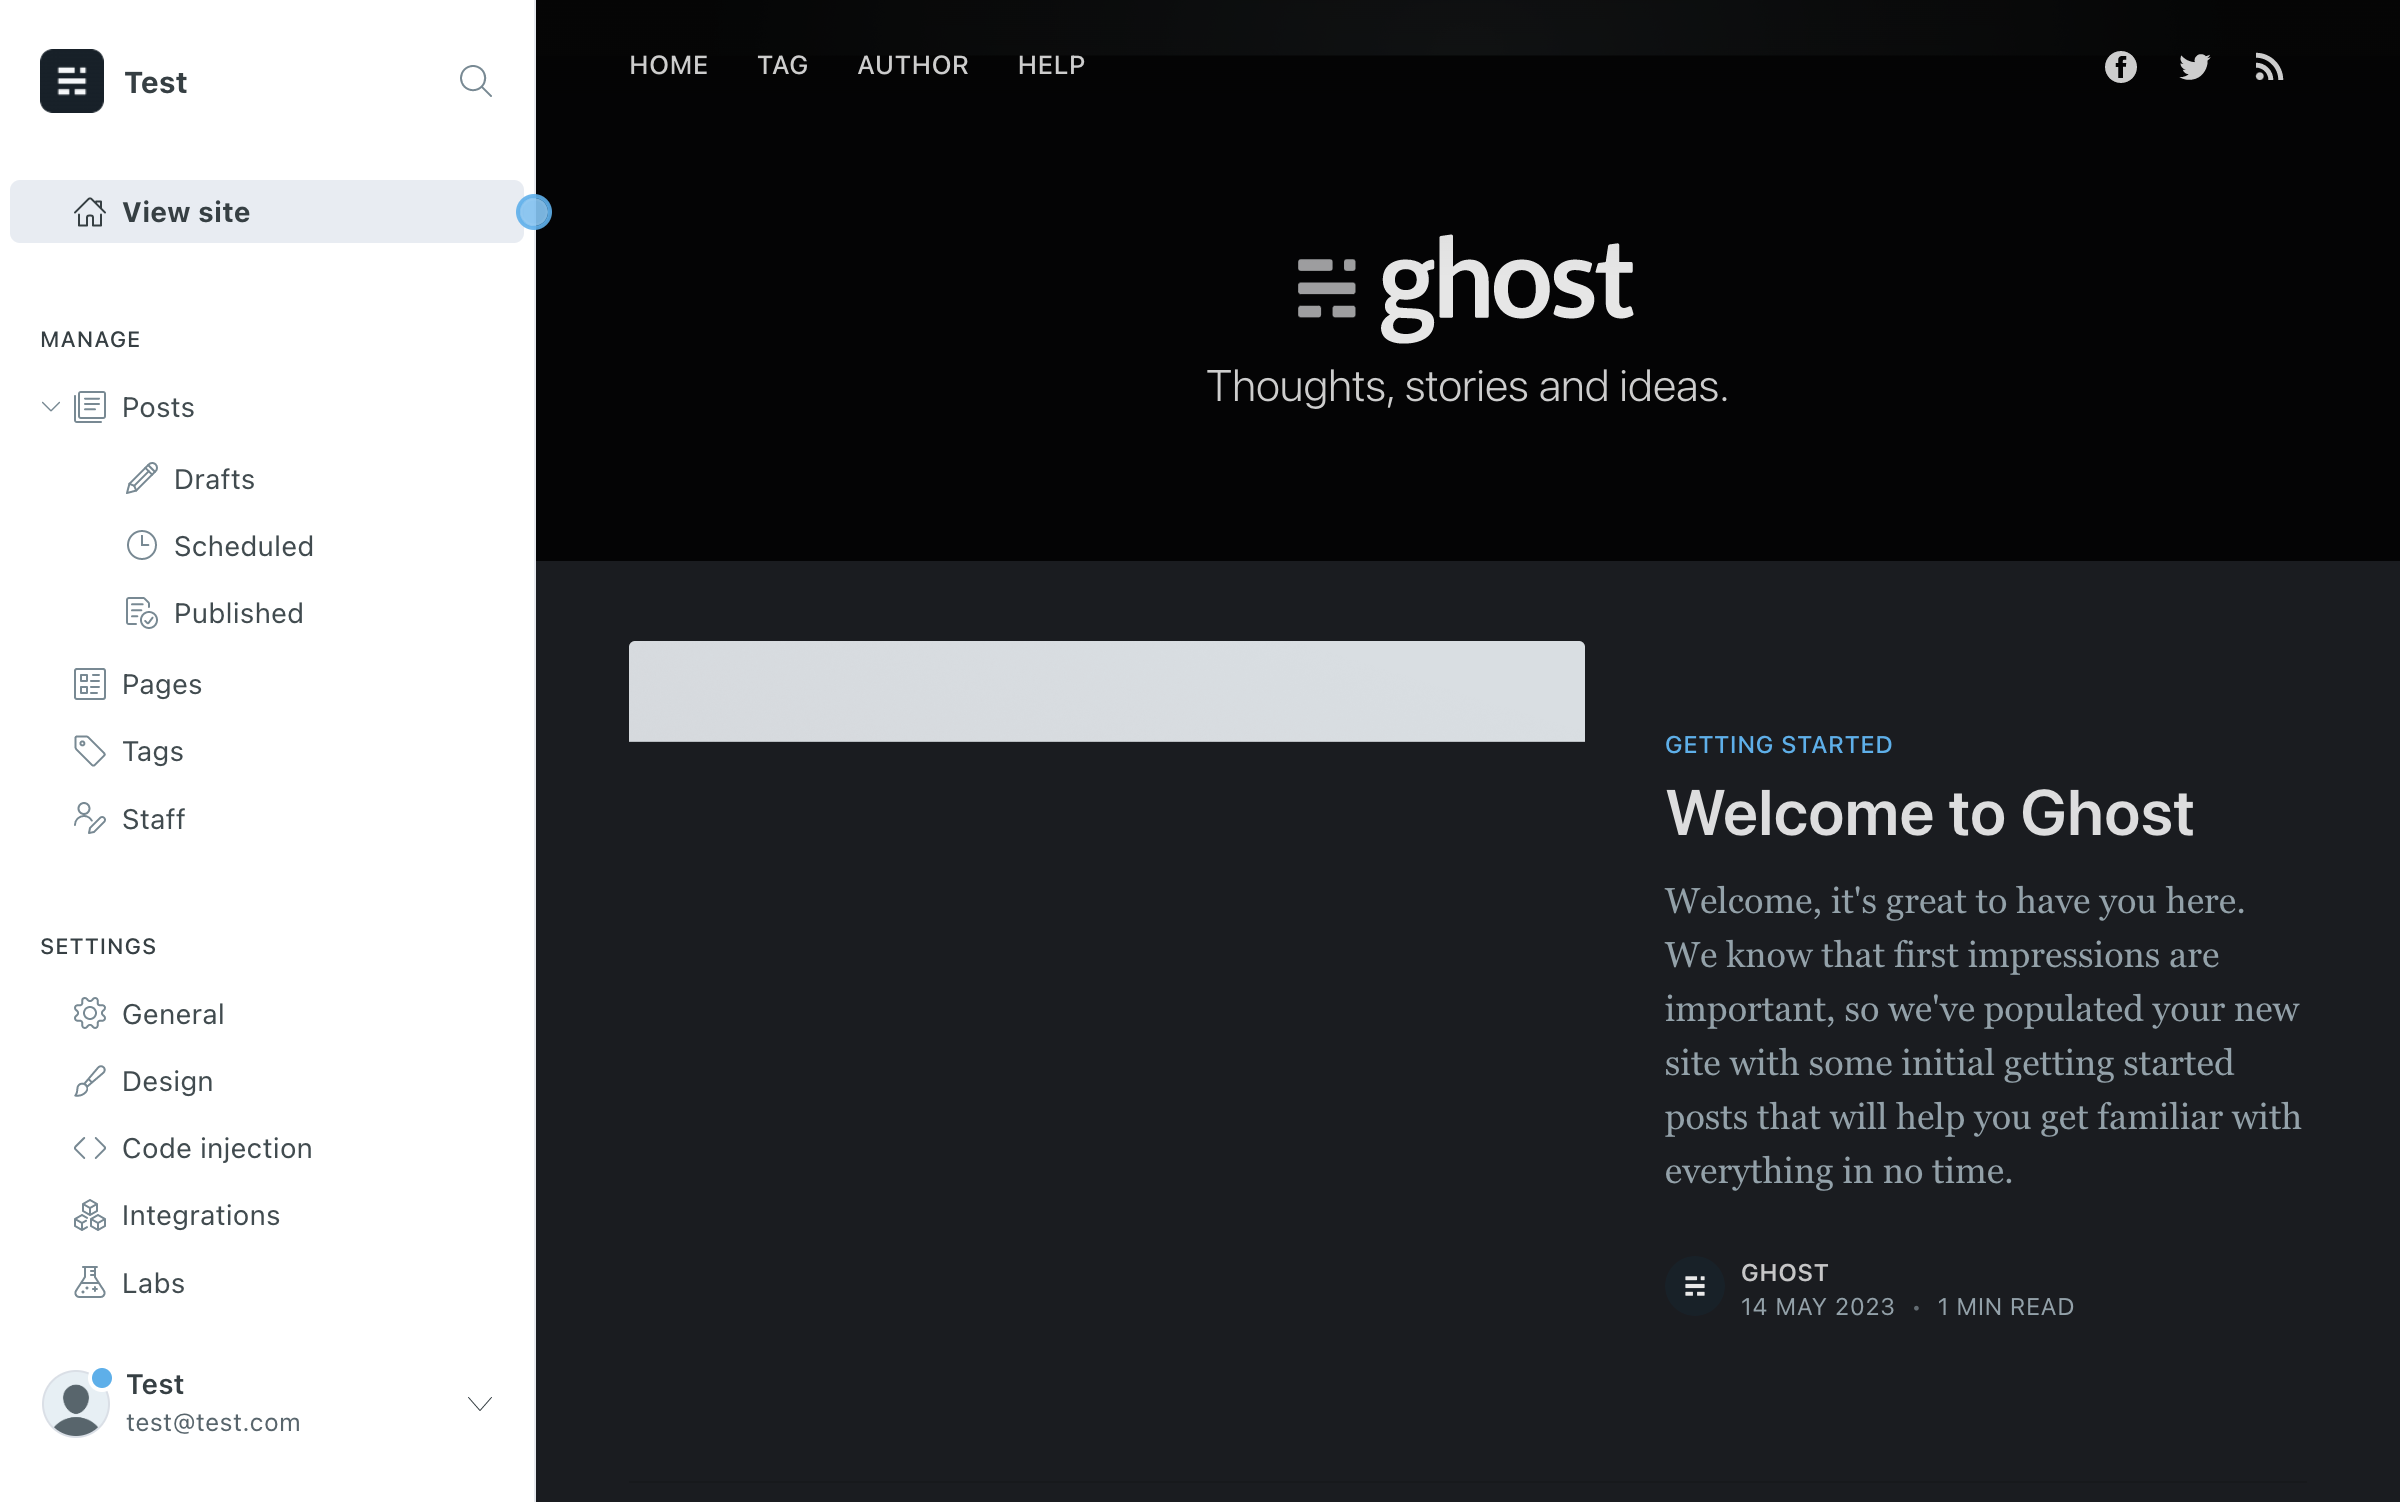 Test
View site
MANAGE
Posts
Drafts
Scheduled
Published
Pages
Tags
Staff
SETTINGS
General
Design
Code injection
Integrations
Labs
Test
test@test.com
HOME TAG AUTHOR HELP
ghost
Thoughts, stories and ideas.
GETTING STARTED
Welcome to Ghost
Welcome, it's great to have you here.
We know that first impressions are
important, so we've populated your new
site with some initial getting started
posts that will help you get familiar with
everything in no time.
GHOST
14 MAY 2023 • 1 MIN READ